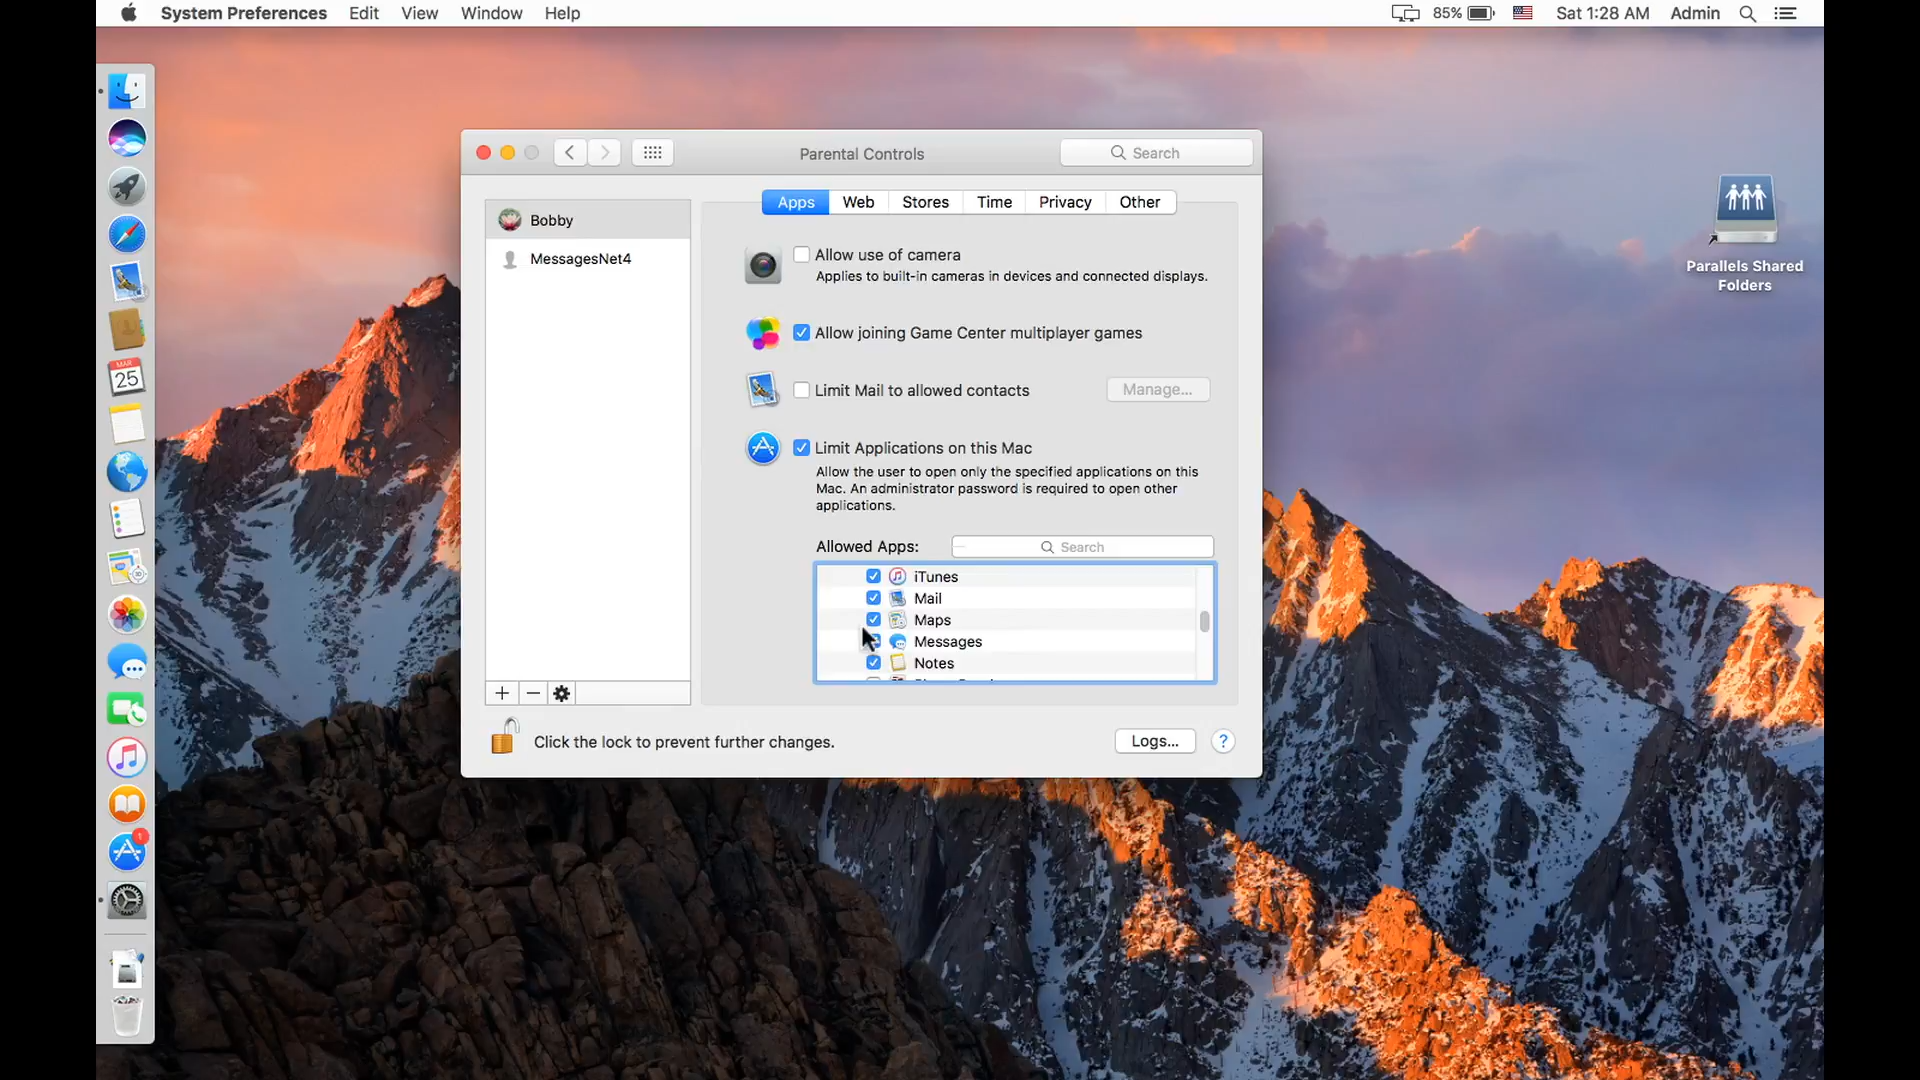 System Preferences Edit View Window Help 85% Sat 1:28 AM Admin
Parental Controls
Search
Apps Web Stores Time Privacy Other
Bobby
MessagesNet4
Allow use of camera
Applies to built-in cameras in devices and connected displays.
Allow joining Game Center multiplayer games
Limit Mail to allowed contacts
Manage...
Limit Applications on this Mac
Allow the user to open only the specified applications on this
Mac. An administrator password is required to open other
applications.
Allowed Apps:
Search
iTunes
Mail
Maps
Messages
Notes
Click the lock to prevent further changes.
Logs...
?
Parallels Shared
Folders
MAR
25
1